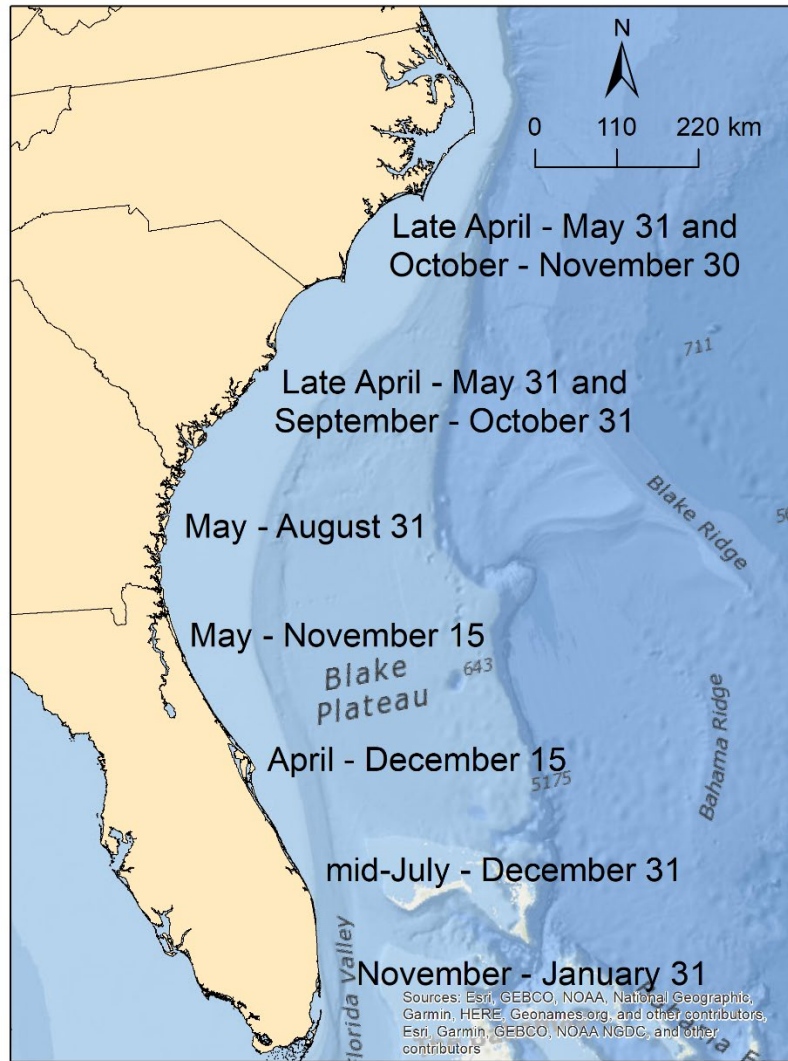 N
0 110 220 km
Late April - May 31 and
October - November 30
711
Late April - May 31 and
September - October 31
Blake Ridge
May - August 31
May - November 15
643
Blake
Plateau
Bahama Ridge
April - December 15
5175
mid-July - December 31
Florida Valley
November - January 31
Sources: Esri, GEBCO, NOAA, National Geographic,
Garmin, HERE, Geonames.org, and other contributors,
Esri, Garmin, GEBCO, NOAA NGDC, and other
contributors